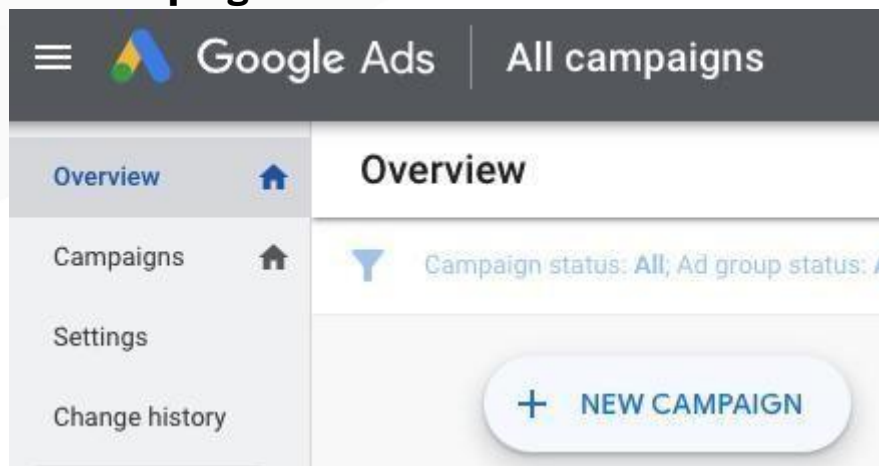 Google Ads All campaigns
Overview
Overview
Campaign status: All; Ad group status:
Campaigns
Settings
+ NEW CAMPAIGN
Change history